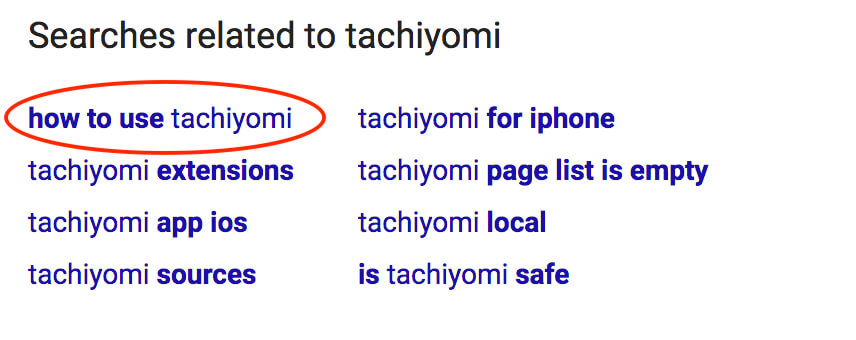 Searches related to tachiyomi
how to use tachiyomi
tachiyomi extensions
tachiyomi app ios
tachiyomi sources
tachiyomi for iphone
tachiyomi page list is empty
tachiyomi local
is tachiyomi safe